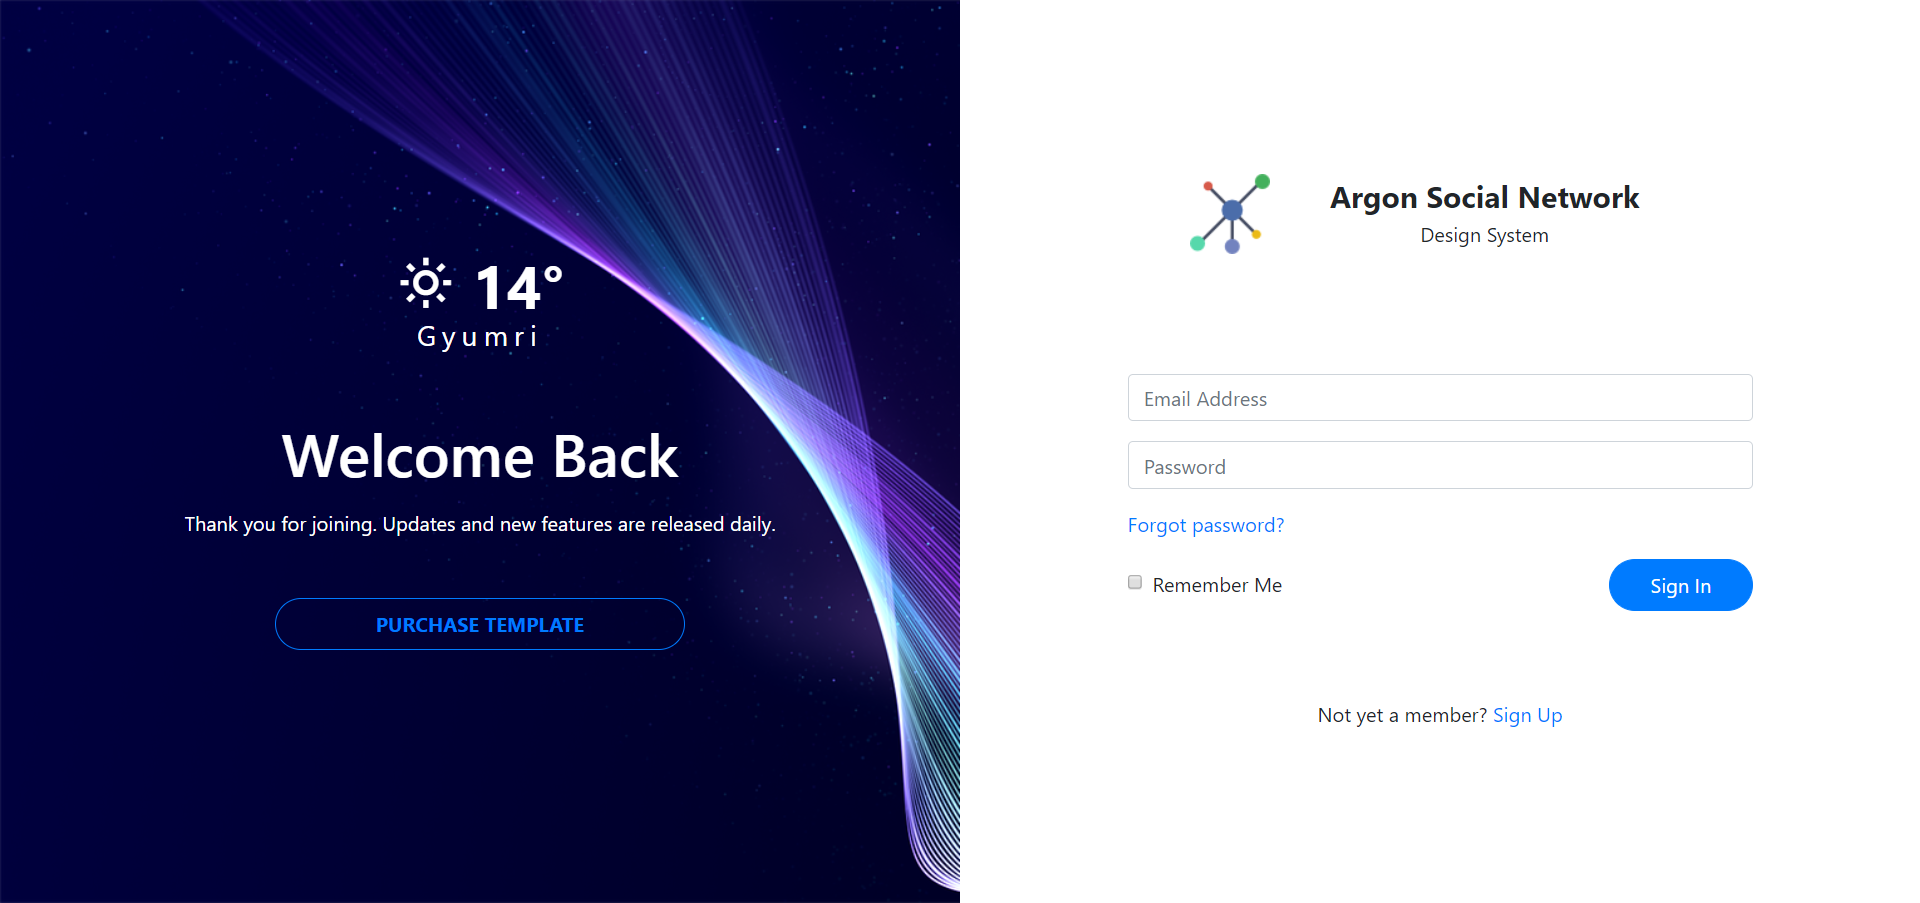 14°
Gyumri
Welcome Back
Thank you for joining. Updates and new features are released daily.
PURCHASE TEMPLATE
Argon Social Network
Design System
Email Address
Password
Forgot password?
Remember Me
Sign In
Not yet a member? Sign Up